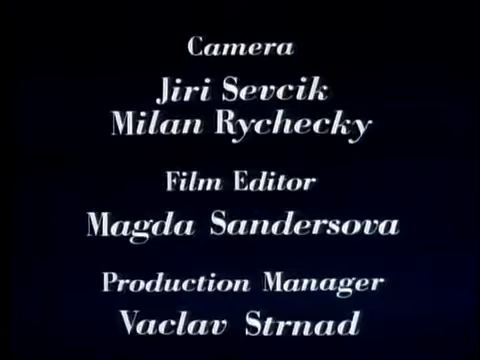 Camera
Jiri Sevcik
Milan Rychecky
Film Editor
Magda Sandersova
Production Manager
Vaclav Strnad